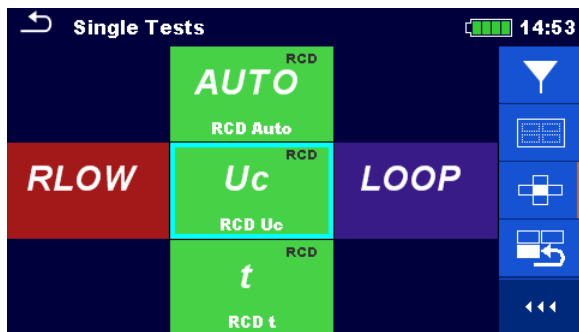 Single Tests 14:53
RCD
AUTO
RCD Auto
RLOW
RCD
Uc
RCD Uc
LOOP
RCD
t
RCD t